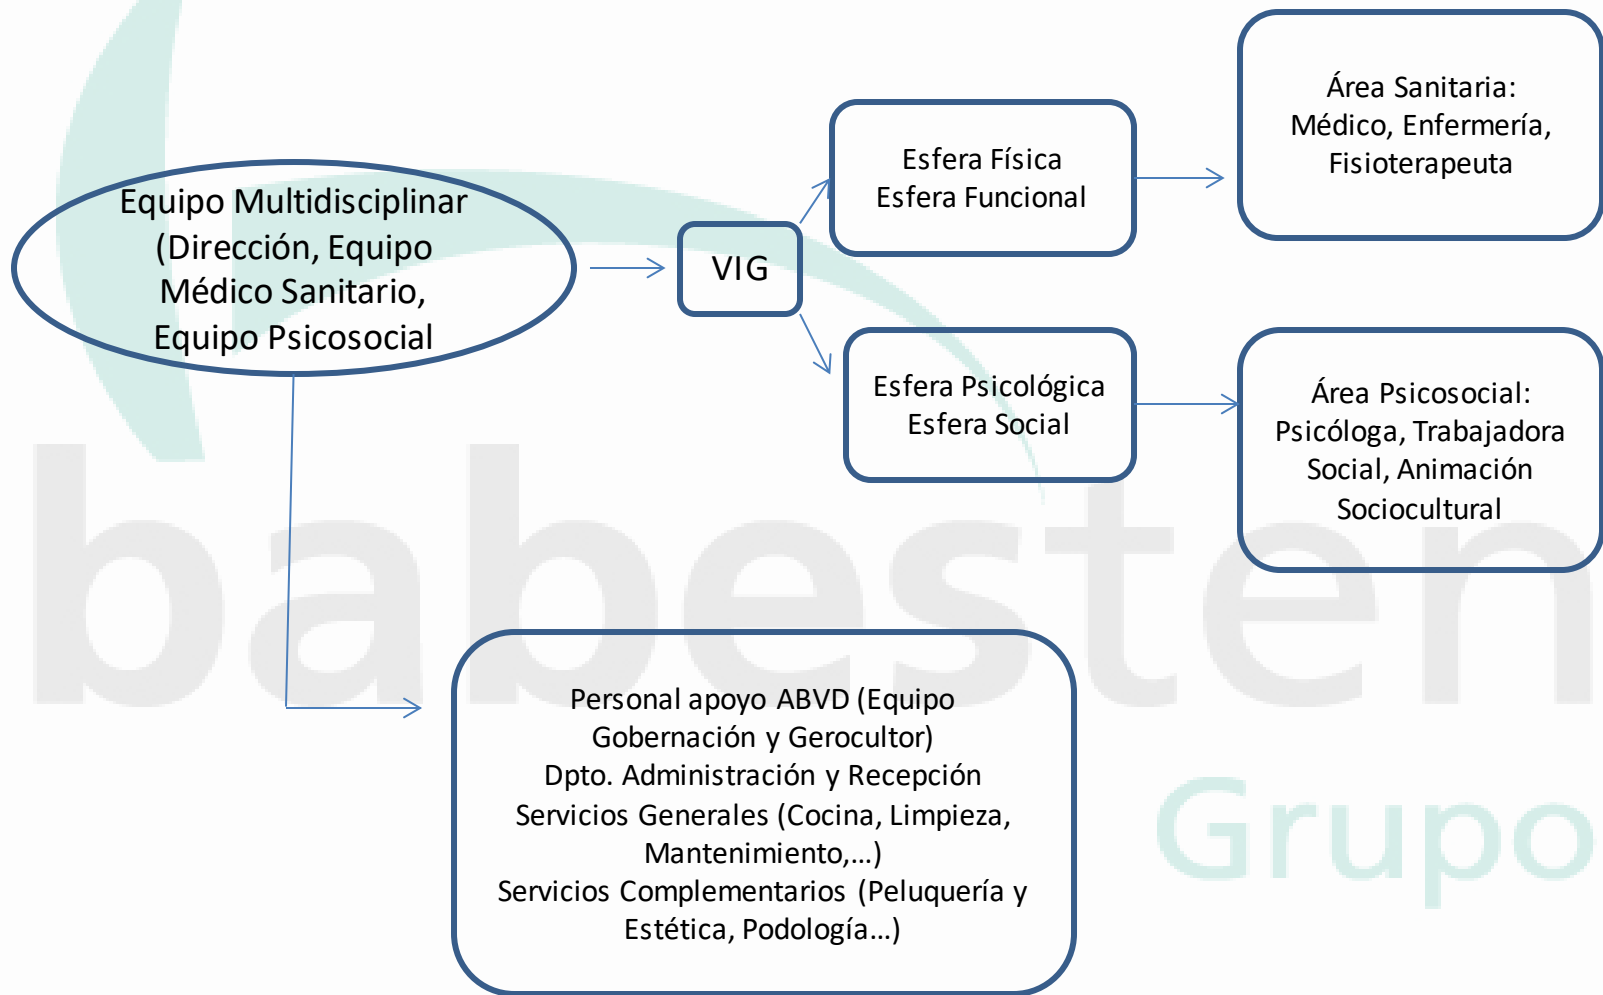 Equipo Multidisciplinar
(Dirección, Equipo
Médico Sanitario,
Equipo Psicosocial
VIG
Esfera Física
Esfera Funcional
Área Sanitaria:
Médico, Enfermería,
Fisioterapeuta
Esfera Psicológica
Esfera Social
Área Psicosocial:
Psicóloga, Trabajadora
Social, Animación
Sociocultural
Personal apoyo ABVD (Equipo
Gobernación y Gerocultor)
Dpto. Administración y Recepción
Servicios Generales (Cocina, Limpieza,
Mantenimiento,...)
Servicios Complementarios (Peluquería y
Estética, Podología...)
babesten
Grupo